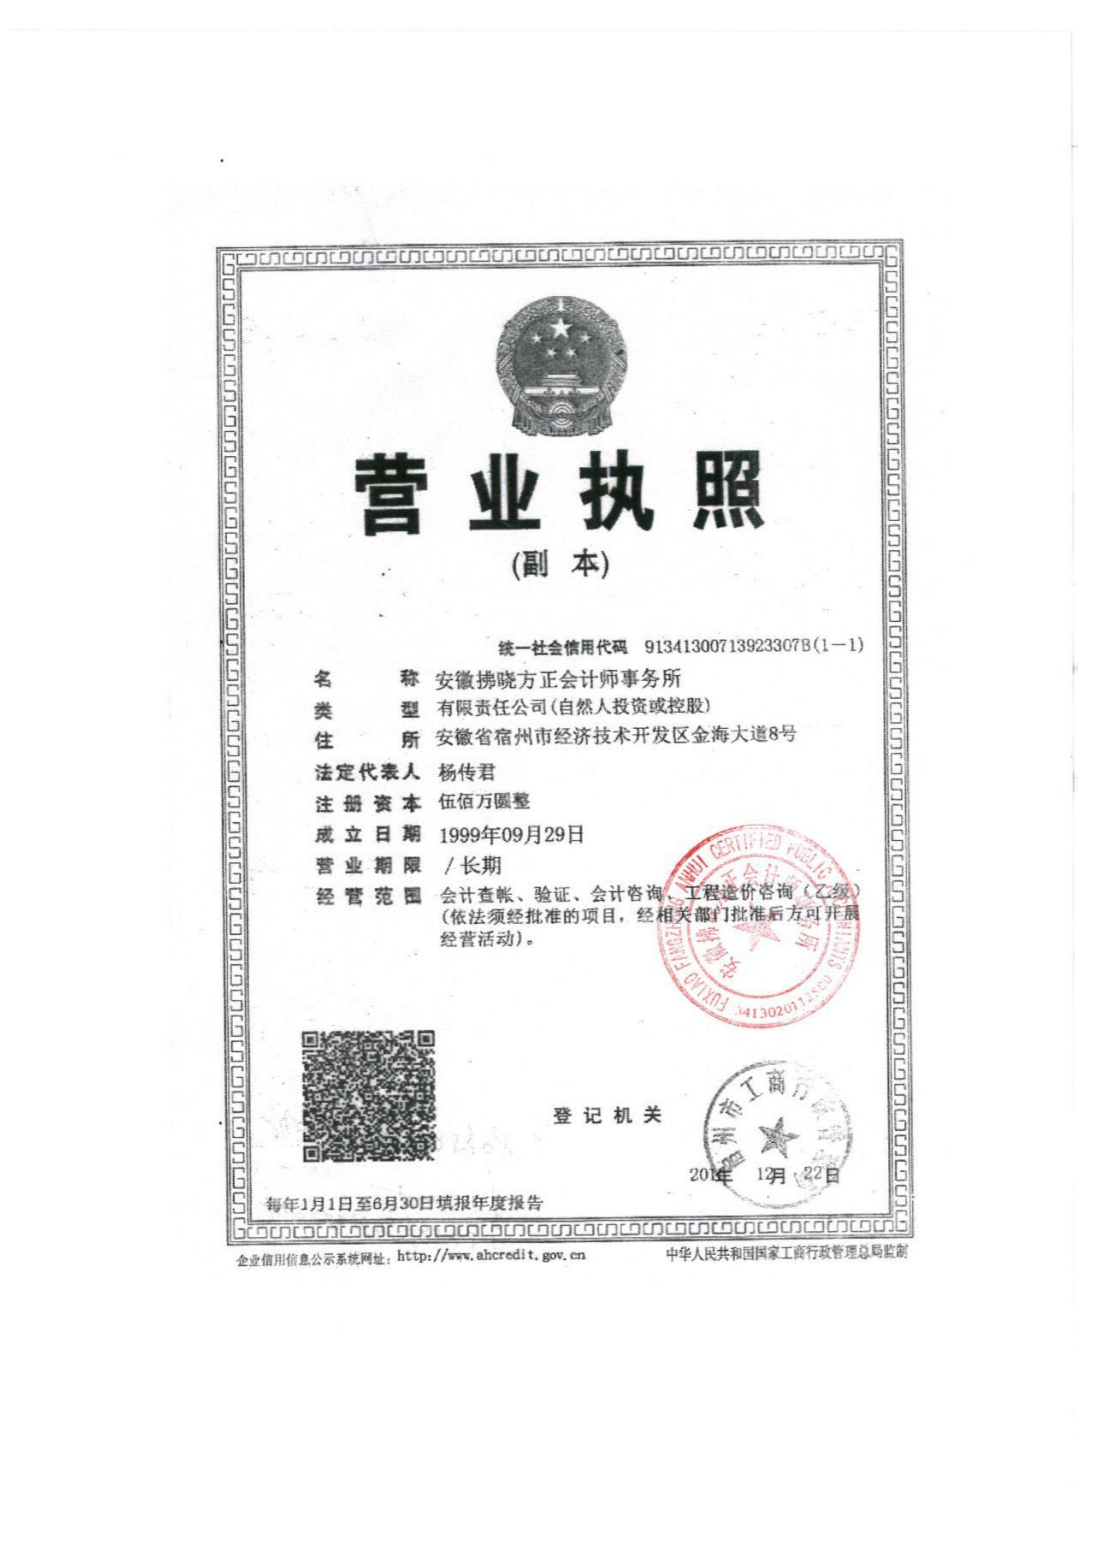 营业执照
(副 本)
统一社会信用代码 91341300713923307B(1-1)
名 称 安徽拂晓方正会计师事务所
类 型 有限责任公司(自然人投资或控股)
住 所 安徽省宿州市经济技术开发区金海大道8号
法定代表人 杨传君
注册资本 伍佰万圆整
成立日期 1999年09月29日
营业期限 / 长期
经营范围 会计查帐、验证、会计咨询、工程造价咨询（乙级）
(依法须经批准的项目，经相关部门批准后方可开展
经营活动)。
FUXIAO FANGZHENG ANHUI CERTIFIED PUBLIC
安徽拂晓方正会计师事务所
登记机关
宿州市工商行政管理局
12月 22日
每年1月1日至6月30日填报年度报告
企业信用信息公示系统网址：http://www.ahcredit.gov.cn
中华人民共和国国家工商行政管理总局监制